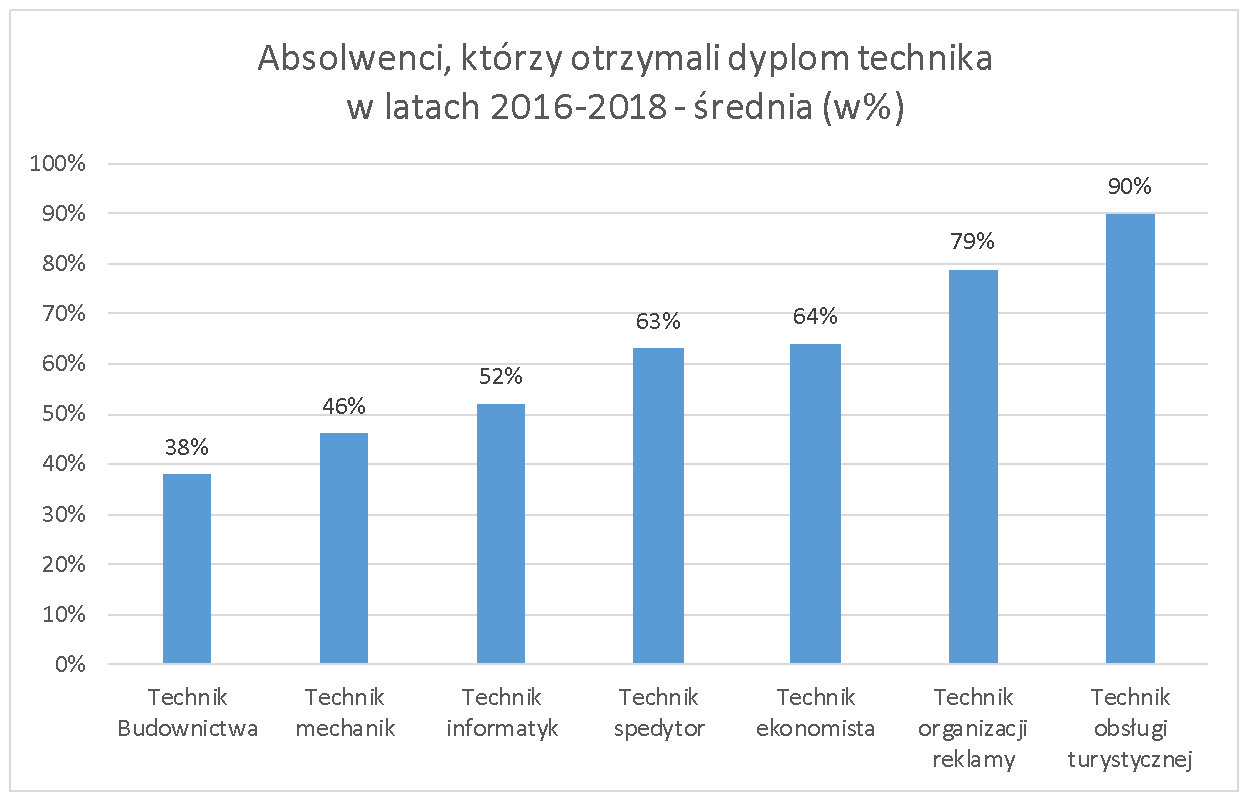 Absolwenci, którzy otrzymali dyplom technika
w latach 2016-2018 - średnia (w%)
100%
90%
80%
70%
60%
50%
40%
30%
20%
10%
0%
38%
46%
52%
63%
64%
79%
90%
Technik
Budownictwa
Technik
mechanik
Technik
informatyk
Technik
spedytor
Technik
ekonomista
Technik
organizacji
reklamy
Technik
obsługi
turystycznej